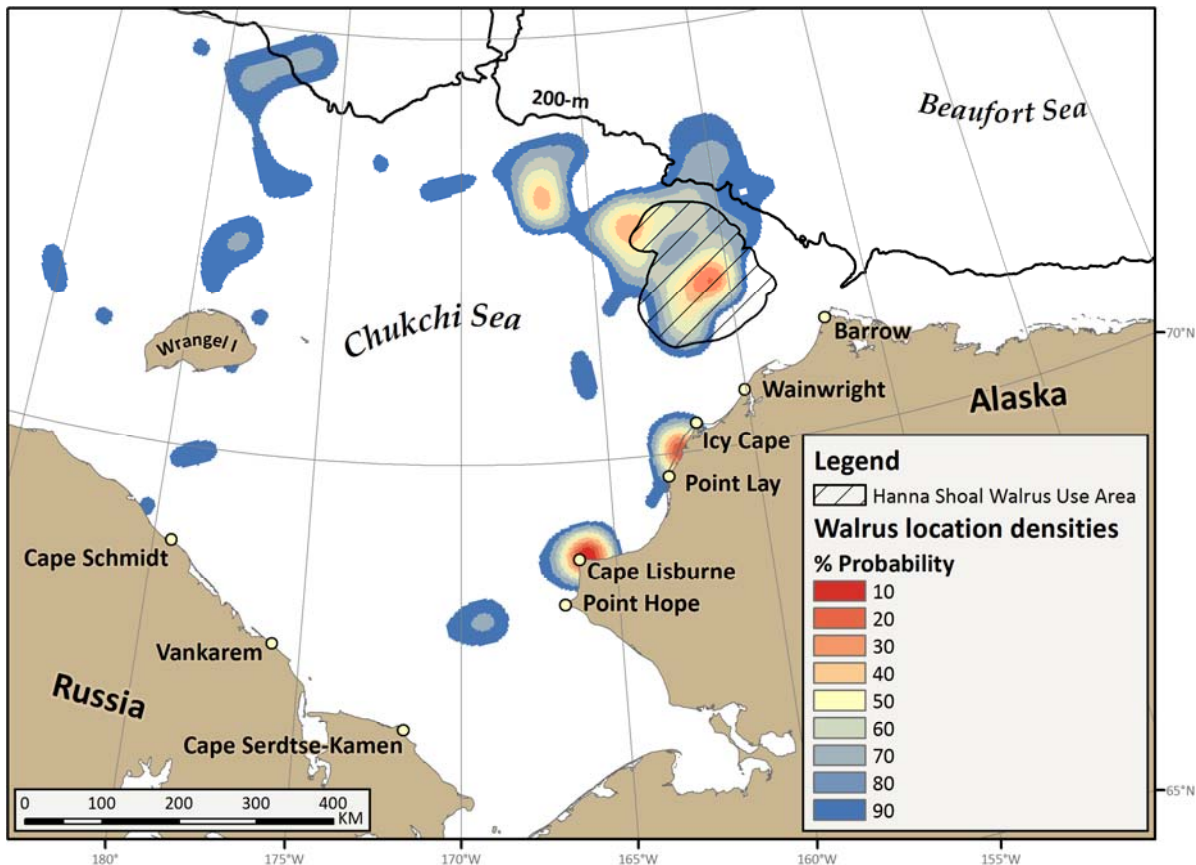 200-m
Beaufort Sea
Chukchi Sea
Wrangel I
Barrow
70°N
Wainwright
Alaska
Icy Cape
Point Lay
Cape Schmidt
Cape Lisburne
Point Hope
Vankarem
Russia
Cape Serdtse-Kamen
Legend
Hanna Shoal Walrus Use Area
Walrus location densities
% Probability
10
20
30
40
50
60
70
80
90
0 100 200 300 400
KM
65°N
180° 175°W 170°W 165°W 160°W 155°W